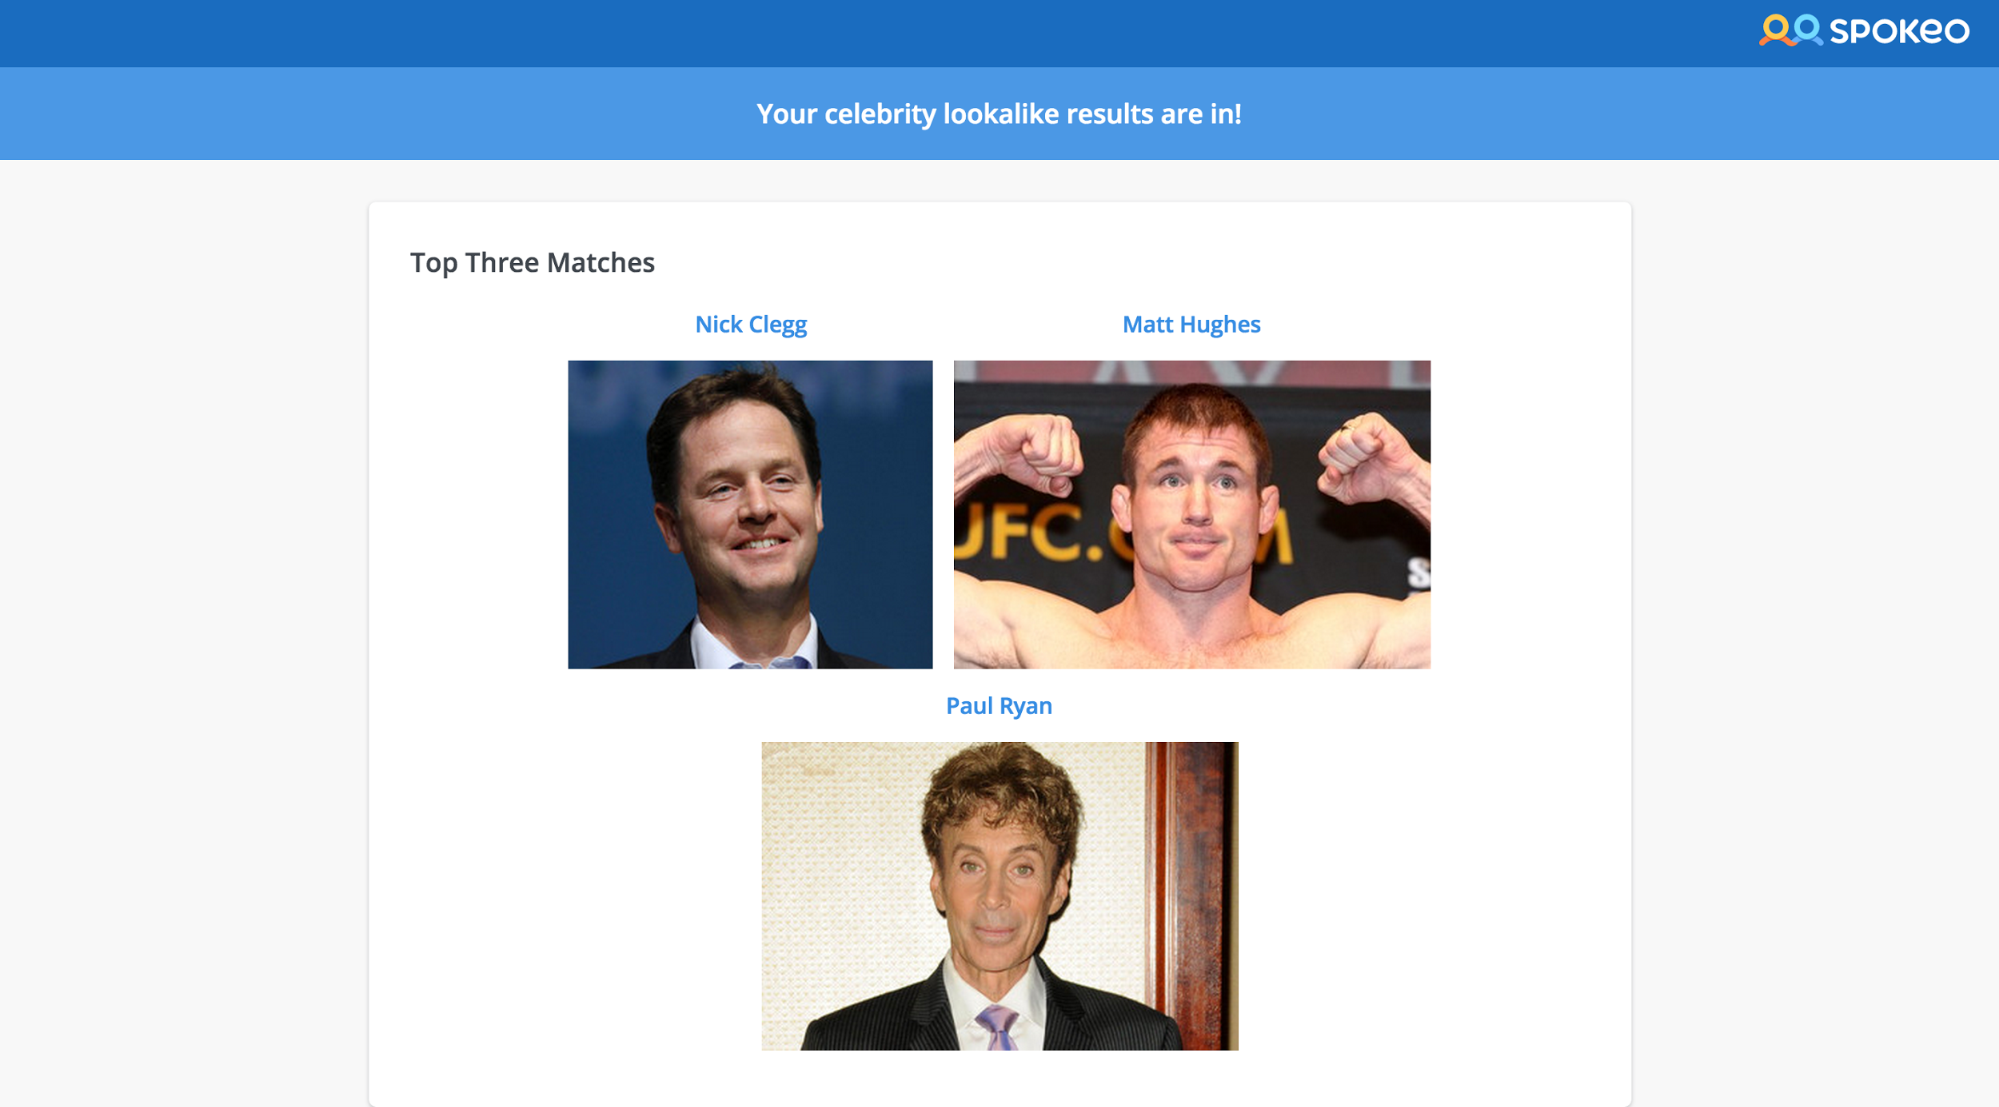 SPOKEO
Your celebrity lookalike results are in!
Top Three Matches
Nick Clegg
Matt Hughes
UFC.C M
S
Paul Ryan